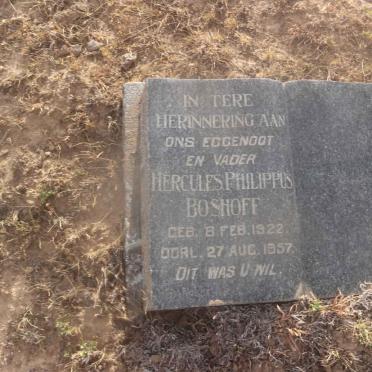 IN TERE
HERINNERING AAN
ONS EGGENOOT
EN VADER
HERCULES PHILIPPUS
BOSHOFF
GEB. 8 FEB. 1922.
OORL. 27 AUG. 1957.
DIT WAS U WIL.